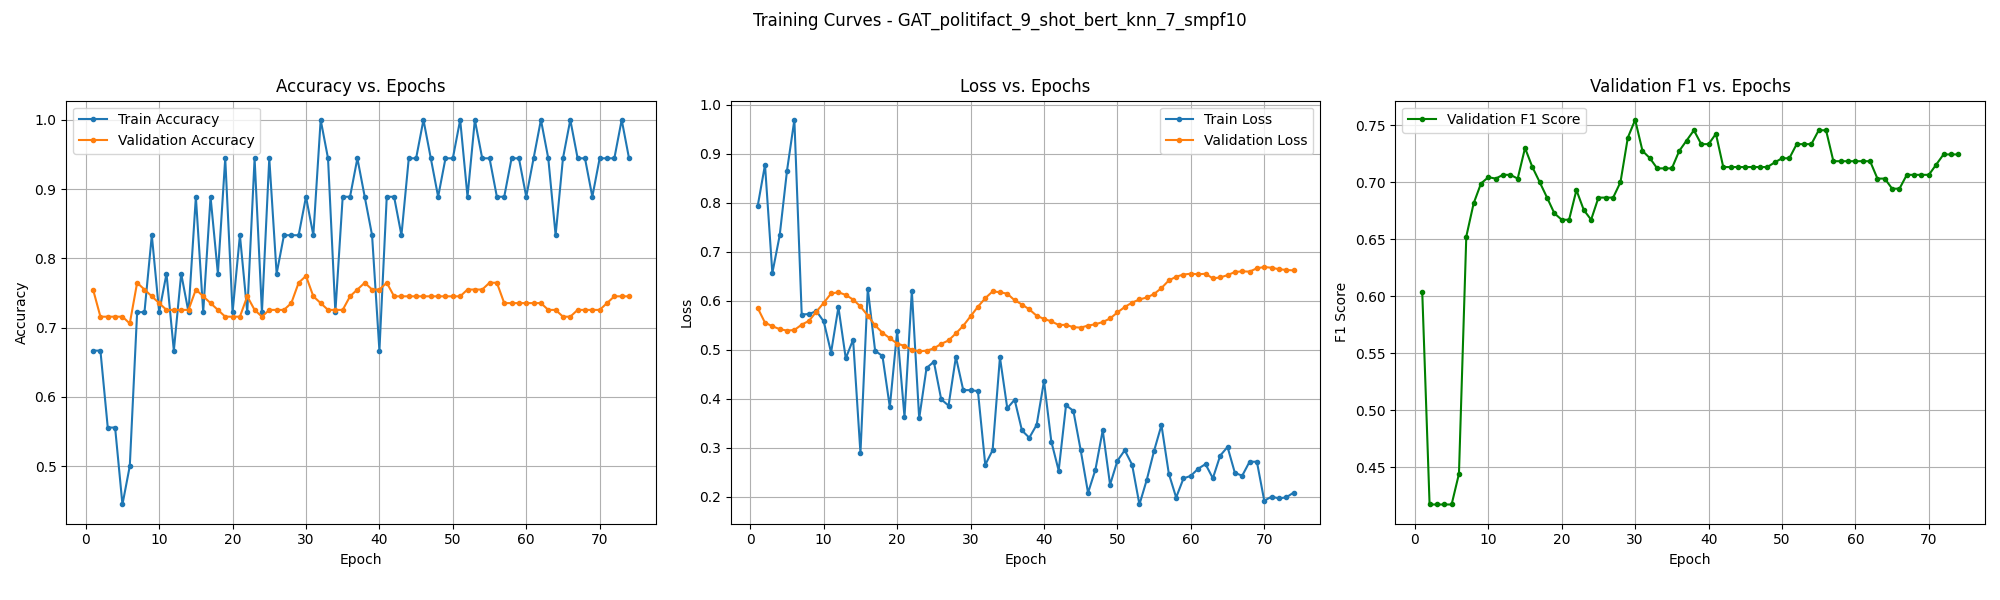 Training Curves - GAT_politifact_9_shot_bert_knn_7_smpf10
Accuracy vs. Epochs
Train Accuracy
Validation Accuracy
1.0
0.9
0.8
0.7
0.6
0.5
Accuracy
0 10 20 30 40 50 60 70
Epoch
Loss vs. Epochs
Train Loss
Validation Loss
1.0
0.9
0.8
0.7
0.6
0.5
0.4
0.3
0.2
Loss
0 10 20 30 40 50 60 70
Epoch
Validation F1 vs. Epochs
Validation F1 Score
0.75
0.70
0.65
0.60
0.55
0.50
0.45
F1 Score
0 10 20 30 40 50 60 70
Epoch